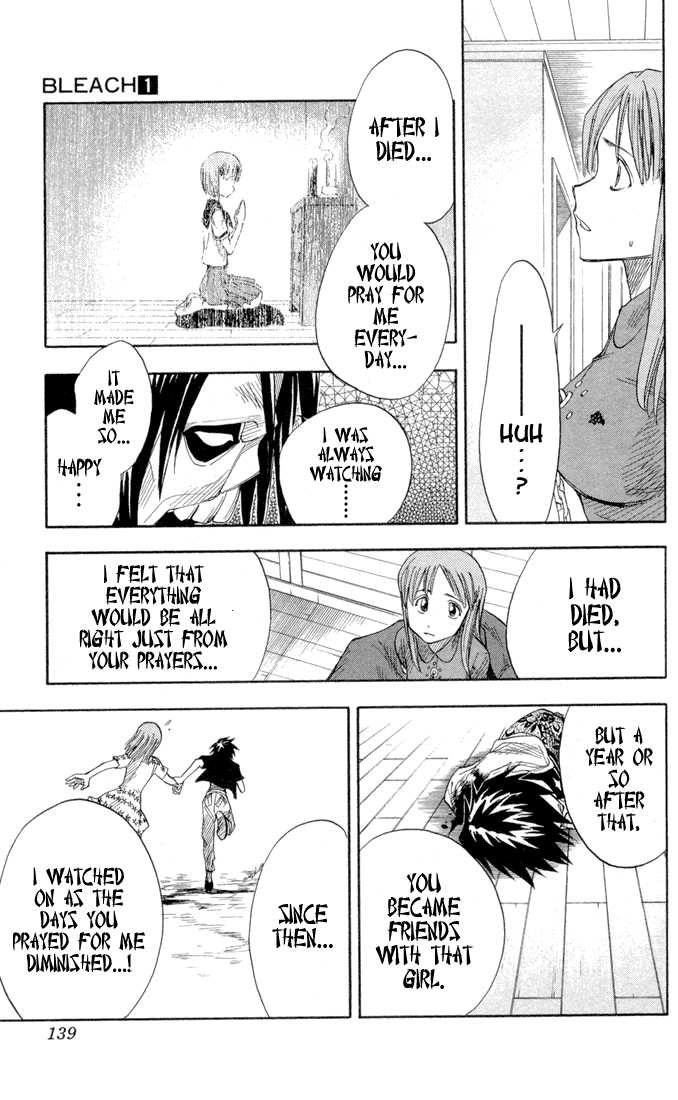 BLEACH 1
HUH
...?
AFTER I
DIED...
YOU
WOULD
PRAY FOR
ME
EVERY-
DAY...
I WAS
ALWAYS
WATCHING
......
IT
MADE
ME
SO...
HAPPY
...
I HAD
DIED,
BUT...
I FELT THAT
EVERYTHING
WOULD BE ALL
RIGHT JUST FROM
YOUR PRAYERS...
BUT A
YEAR OR
SO
AFTER
THAT.
YOU
BECAME
FRIENDS
WITH THAT
GIRL.
SINCE
THEN...
I WATCHED
ON AS THE
DAYS YOU
PRAYED FOR ME
DIMINISHED...!
139